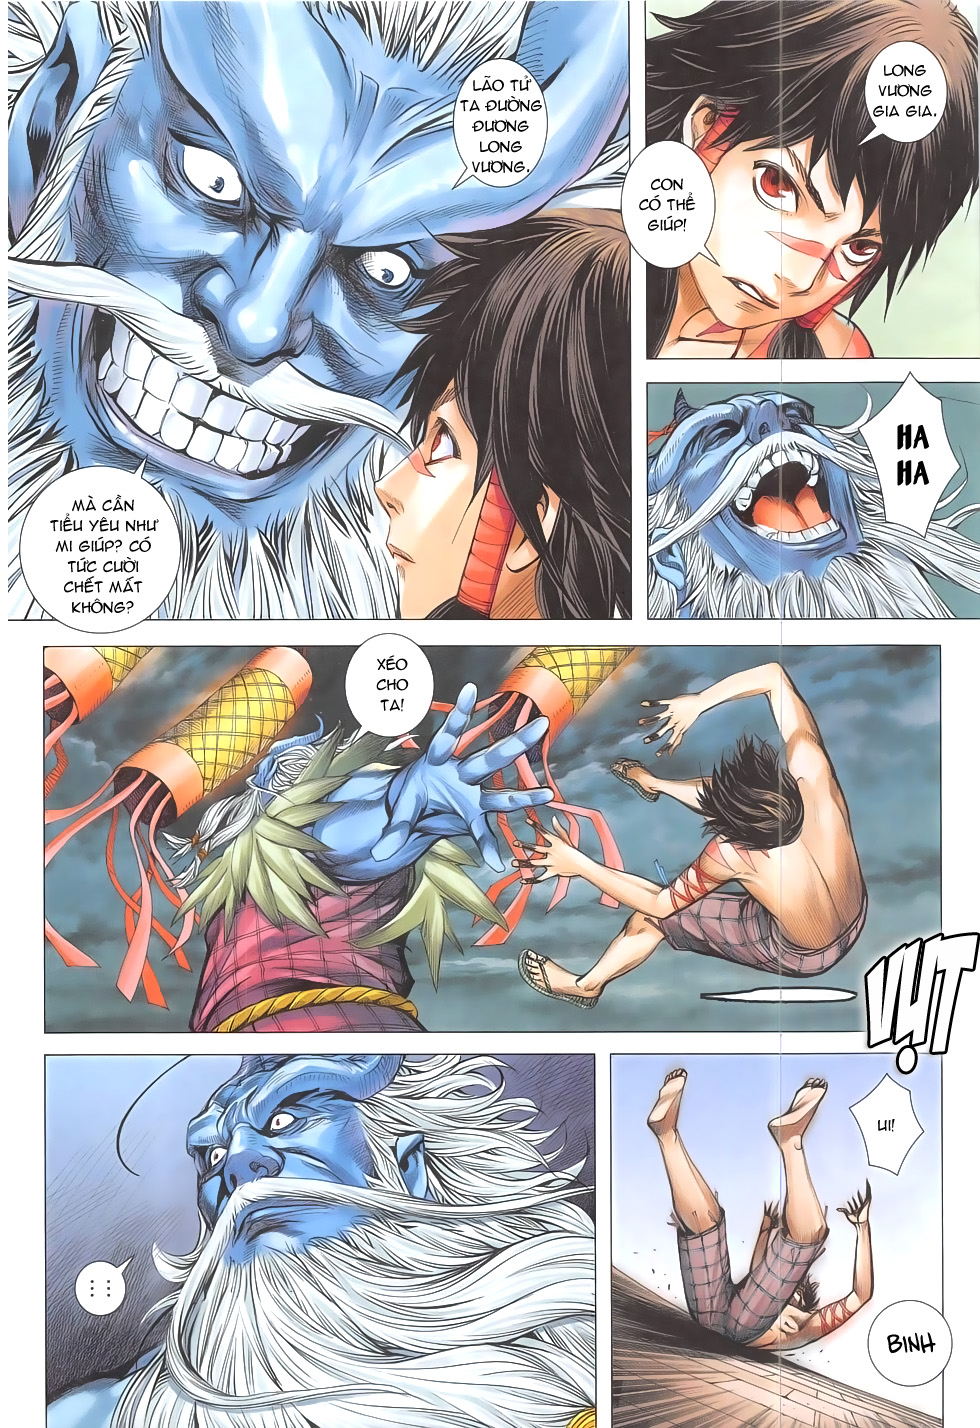 LONG
VƯƠNG
GIA GIA.
CON
CÓ THỂ
GIÚP!
LÃO TỬ
TA ĐƯỜNG
ĐƯƠNG
LONG
VƯƠNG.
MÀ CẦN
TIỂU YÊU NHƯ
MI GIÚP? CÓ
TỨC CƯỜI
CHẾT MẤT
KHÔNG?
HA
HA
XÉO
CHO
TA!
VỤT
UI!
BINH
......